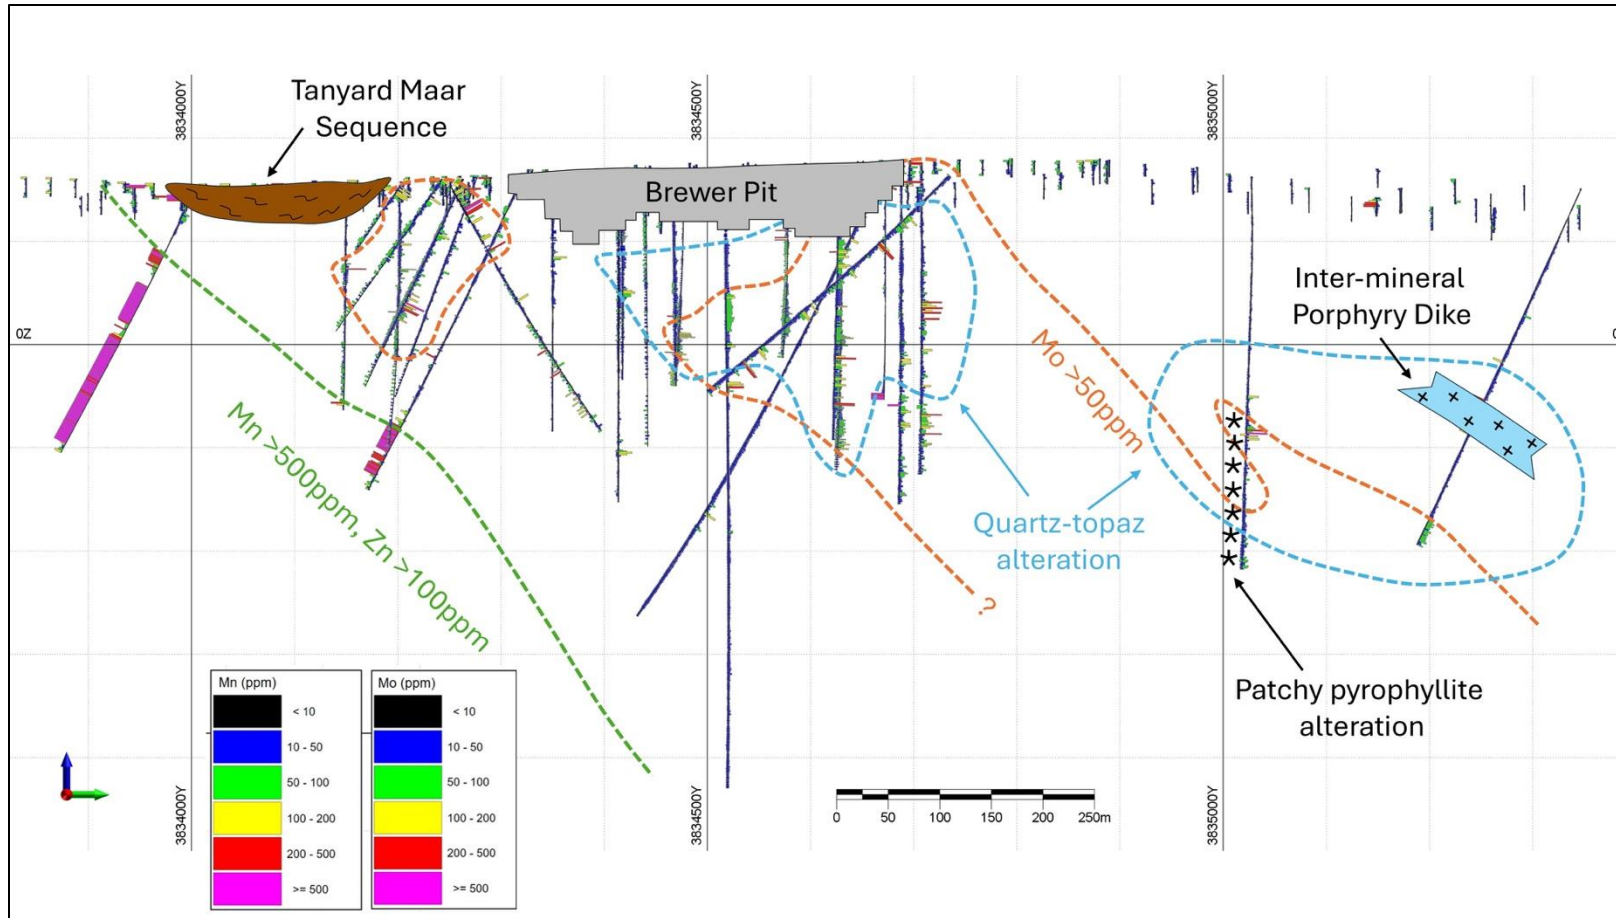 3834000Y
3834500Y
3835000Y
Tanyard Maar
Sequence
Brewer Pit
Inter-mineral
Porphyry Dike
0Z
Mo >50ppm
Mn >500ppm, Zn >100ppm
Quartz-topaz
alteration
?
Patchy pyrophyllite
alteration
Mn (ppm)
< 10
10 - 50
50 - 100
100 - 200
200 - 500
>= 500
Mo (ppm)
< 10
10 - 50
50 - 100
100 - 200
200 - 500
>= 500
0 50 100 150 200 250m
3834000Y
3834500Y
3835000Y